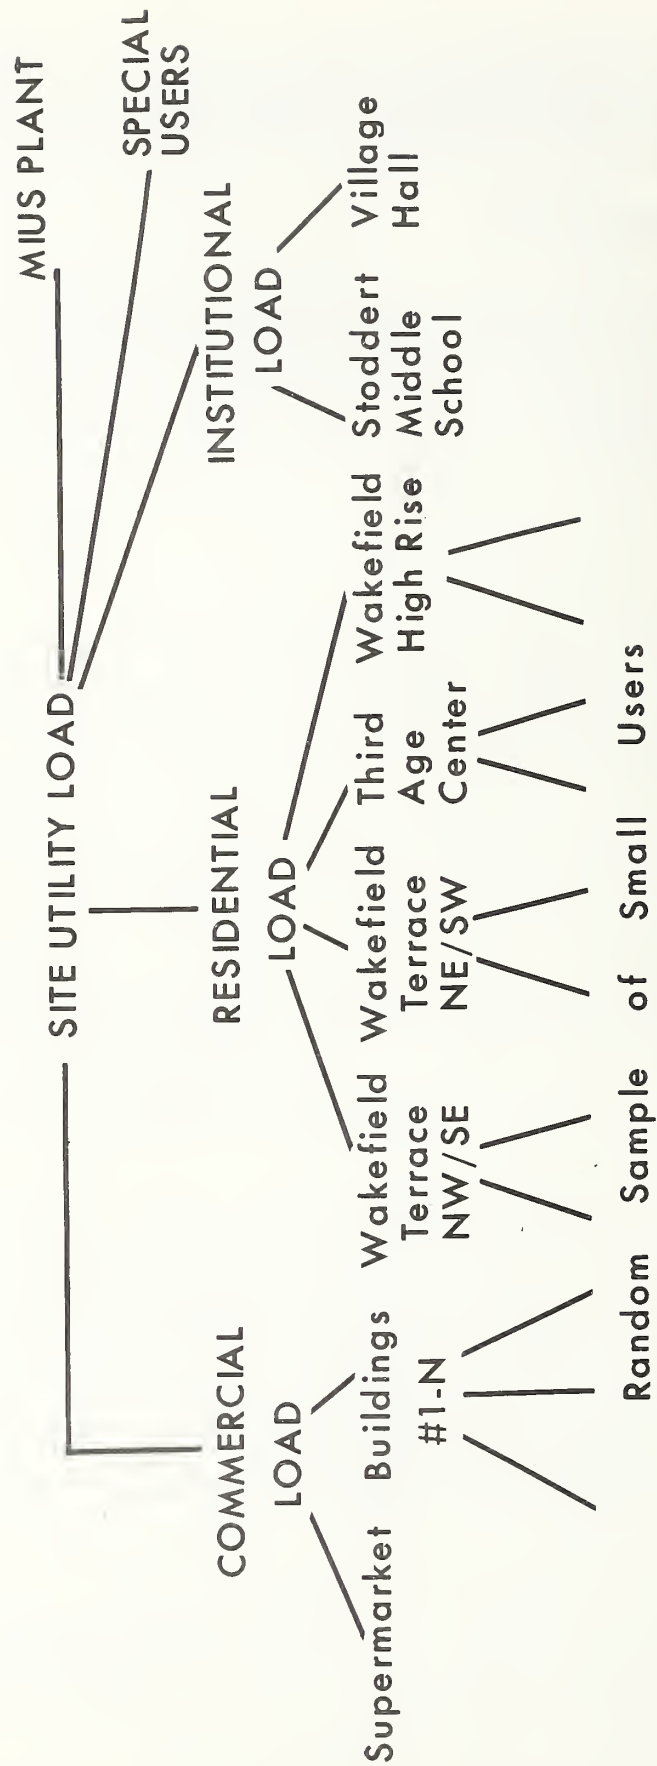 SITE UTILITY LOAD
MIUS PLANT
SPECIAL
USERS
COMMERCIAL
LOAD
RESIDENTIAL
LOAD
INSTITUTIONAL
LOAD
Supermarket
Buildings
#1-N
Wakefield
Terrace
NW/SE
Wakefield
Terrace
NE/SW
Third
Age
Center
Wakefield
High Rise
Stoddert
Middle
School
Village
Hall
Random Sample of Small Users